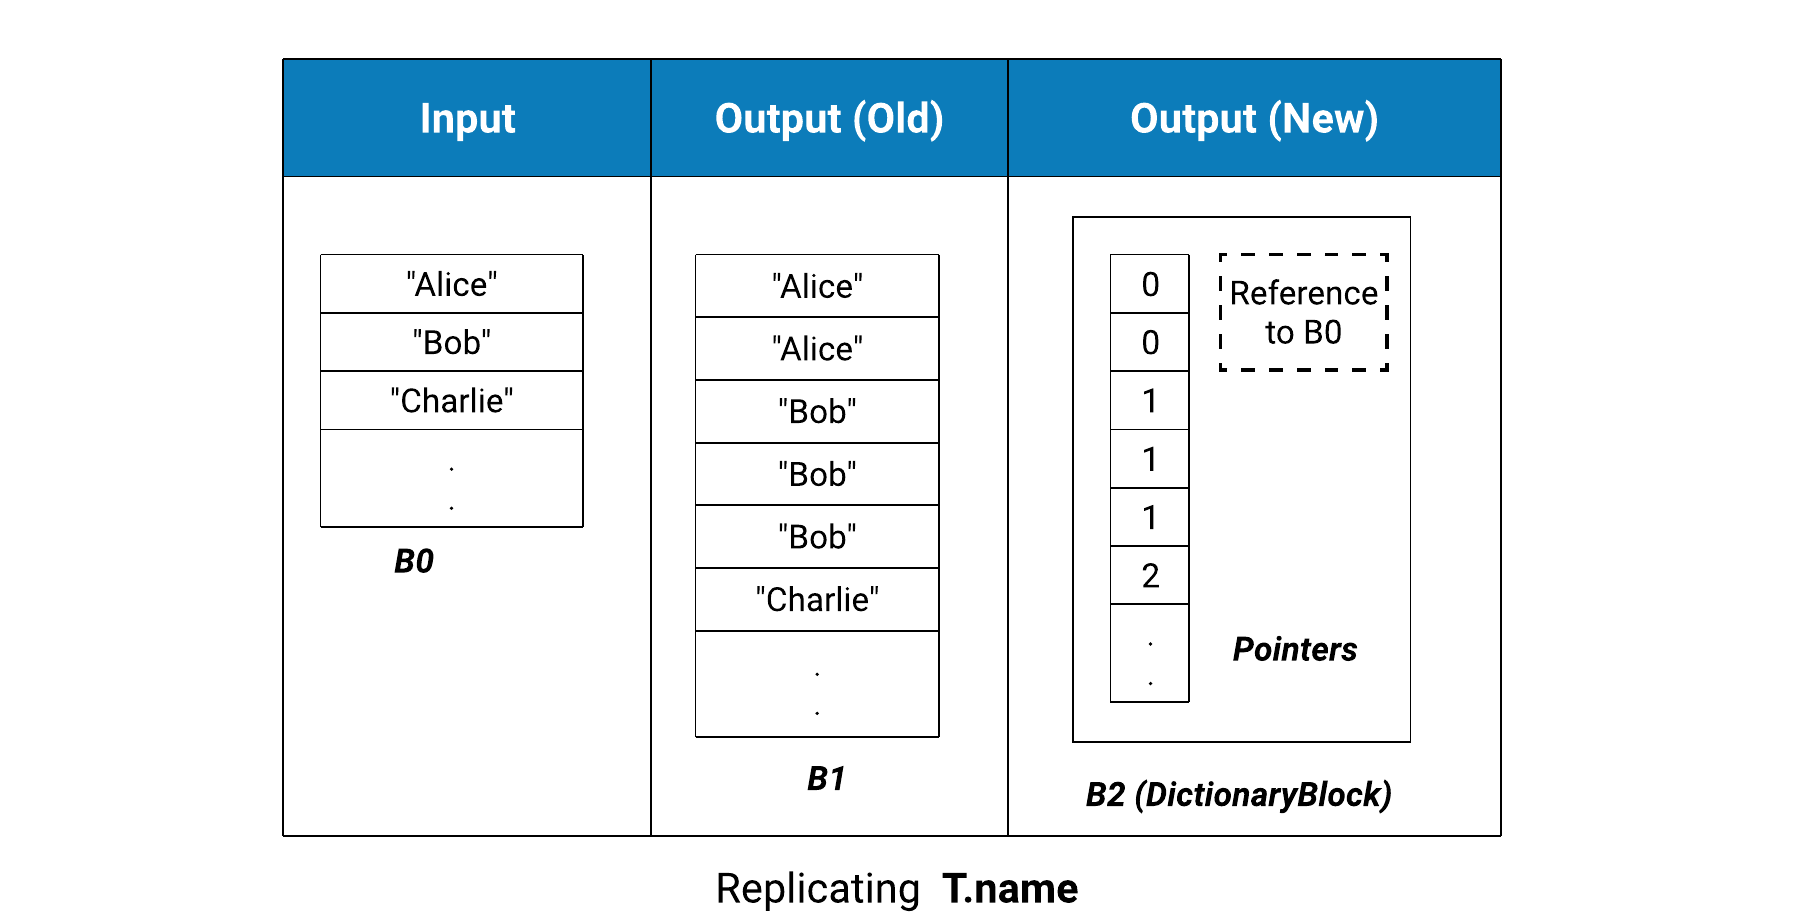 Input
Output (Old)
Output (New)
"Alice"
"Bob"
"Charlie"
.
.
B0
"Alice"
"Alice"
"Bob"
"Bob"
"Bob"
"Charlie"
.
.
B1
0
0
1
1
1
2
.
.
Reference
to B0
Pointers
B2 (DictionaryBlock)
Replicating T.name